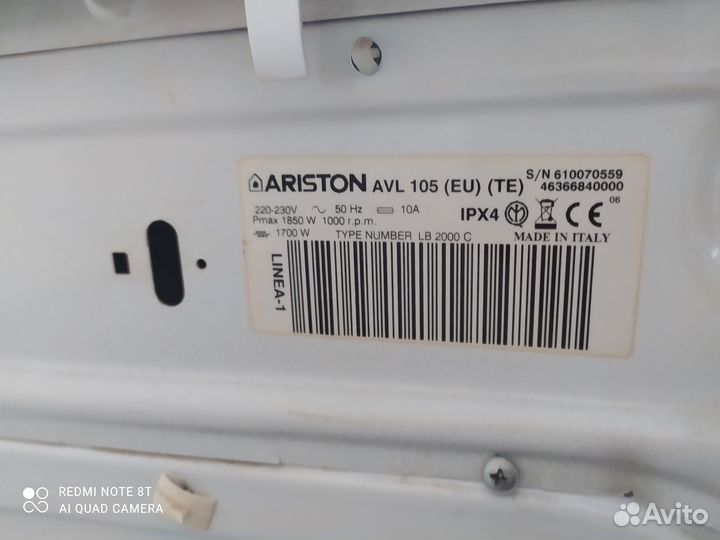 ARISTON AVL 105 (EU) (TE) S/N 610070559
46366840000
220-230V 50 Hz 10A
Pmax 1850 W 1000 r.p.m.
IPX4 CE 06
1700 W TYPE NUMBER LB 2000 C MADE IN ITALY
LINEA-1
REDMI NOTE 8T
AI QUAD CAMERA
Avito